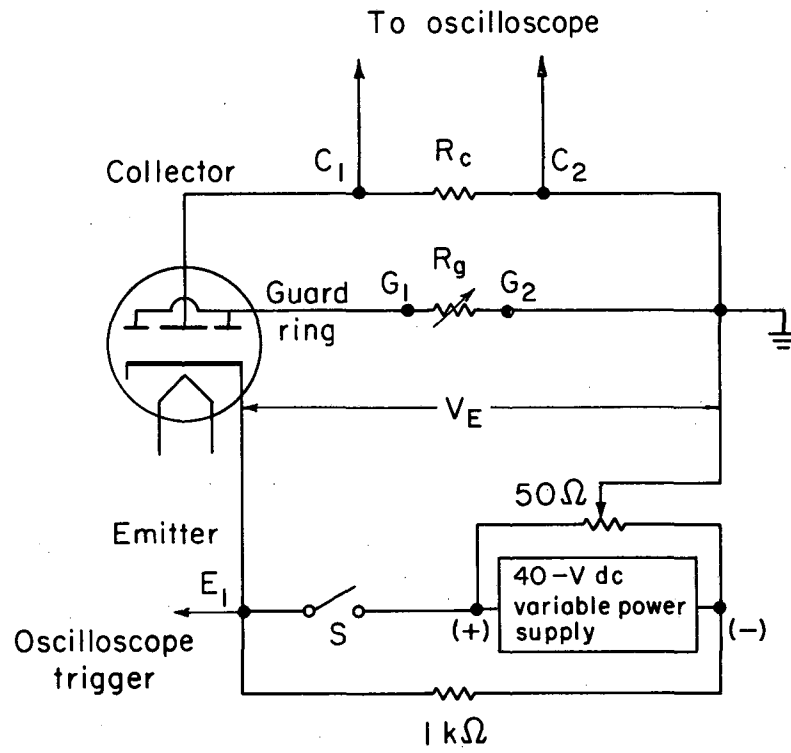 To oscilloscope
C1
Rc
C2
Collector
Guard
ring
G1
Rg
G2
VE
50Ω
Emitter
E1
S
40-V dc
variable power
supply
(+)
(-)
Oscilloscope
trigger
1 kΩ